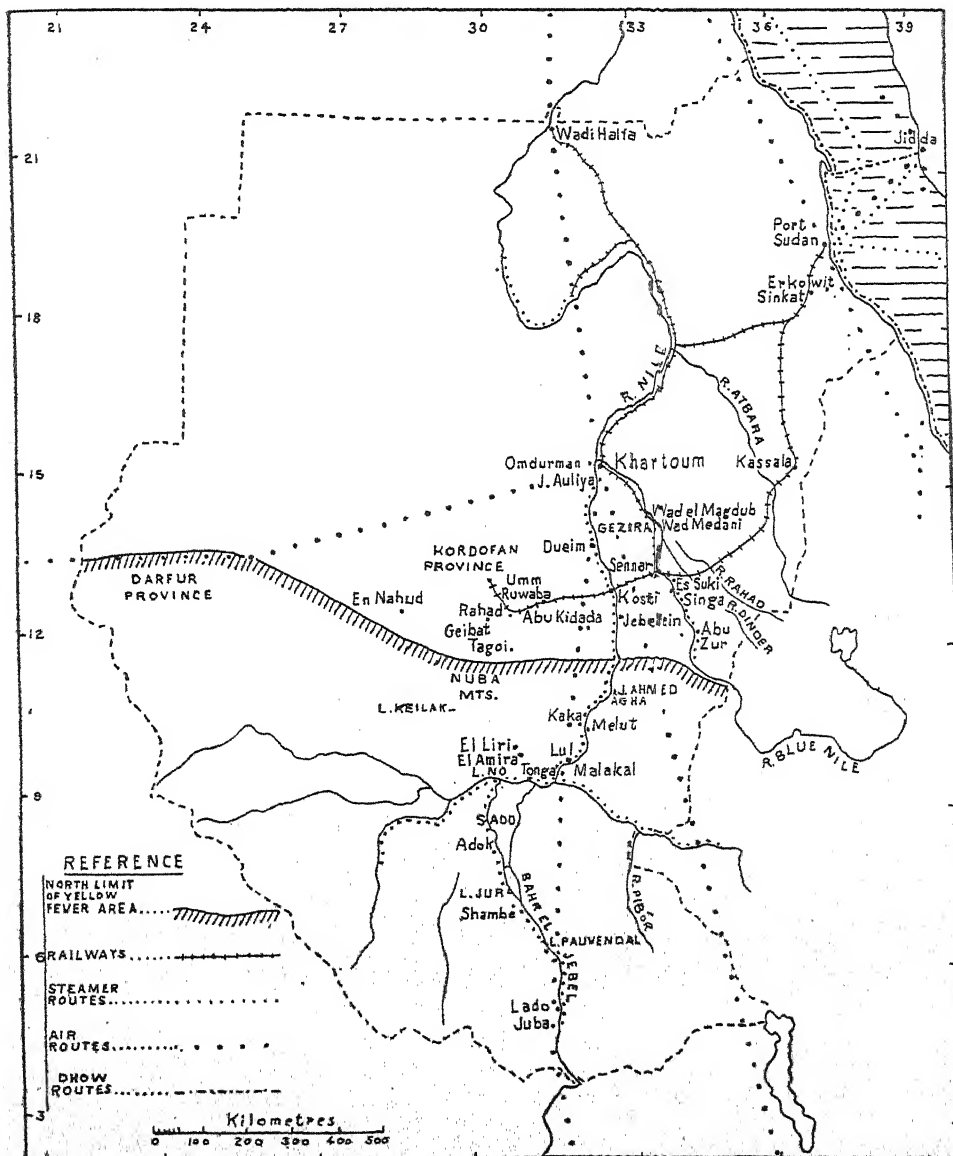 21 24 27 30 33 36 39
Wadi Halfa
Jidda
21
Port
Sudan
Erkowit
Sinkat
18
R. NILE
R. ATBARA
15
Omdurman
Khartoum
Kassala
J. Auliya
Wad el Magdub
GEZIRA
Wad Medani
Dueim
KORDOFAN
PROVINCE
Sennar
DARFUR
PROVINCE
En Nahud
Umm
Ruwaba
Es Suki
R. RAHAD
Kosti
Singa
R. DINDER
Rahad
Abu Kidada
12
Geibat
Jebelein
Abu
Zur
Tagoi
NUBA
MTS.
J. AHMED
AGHA
L. KEILAK
Kaka
Melut
El Liri
El Amira
Lul
R. BLUE NILE
L. NO
Tonga
Malakal
9
SADD
Adok
REFERENCE
NORTH LIMIT
OF YELLOW
FEVER AREA
L. JUR
Shambe
BAHR EL JEBEL
R. PIBOR
L. PAUVENDAL
6
RAILWAYS
STEAMER
ROUTES
Lado
Juba
AIR
ROUTES
DHOW
ROUTES
3
Kilometres
0 100 200 300 400 500